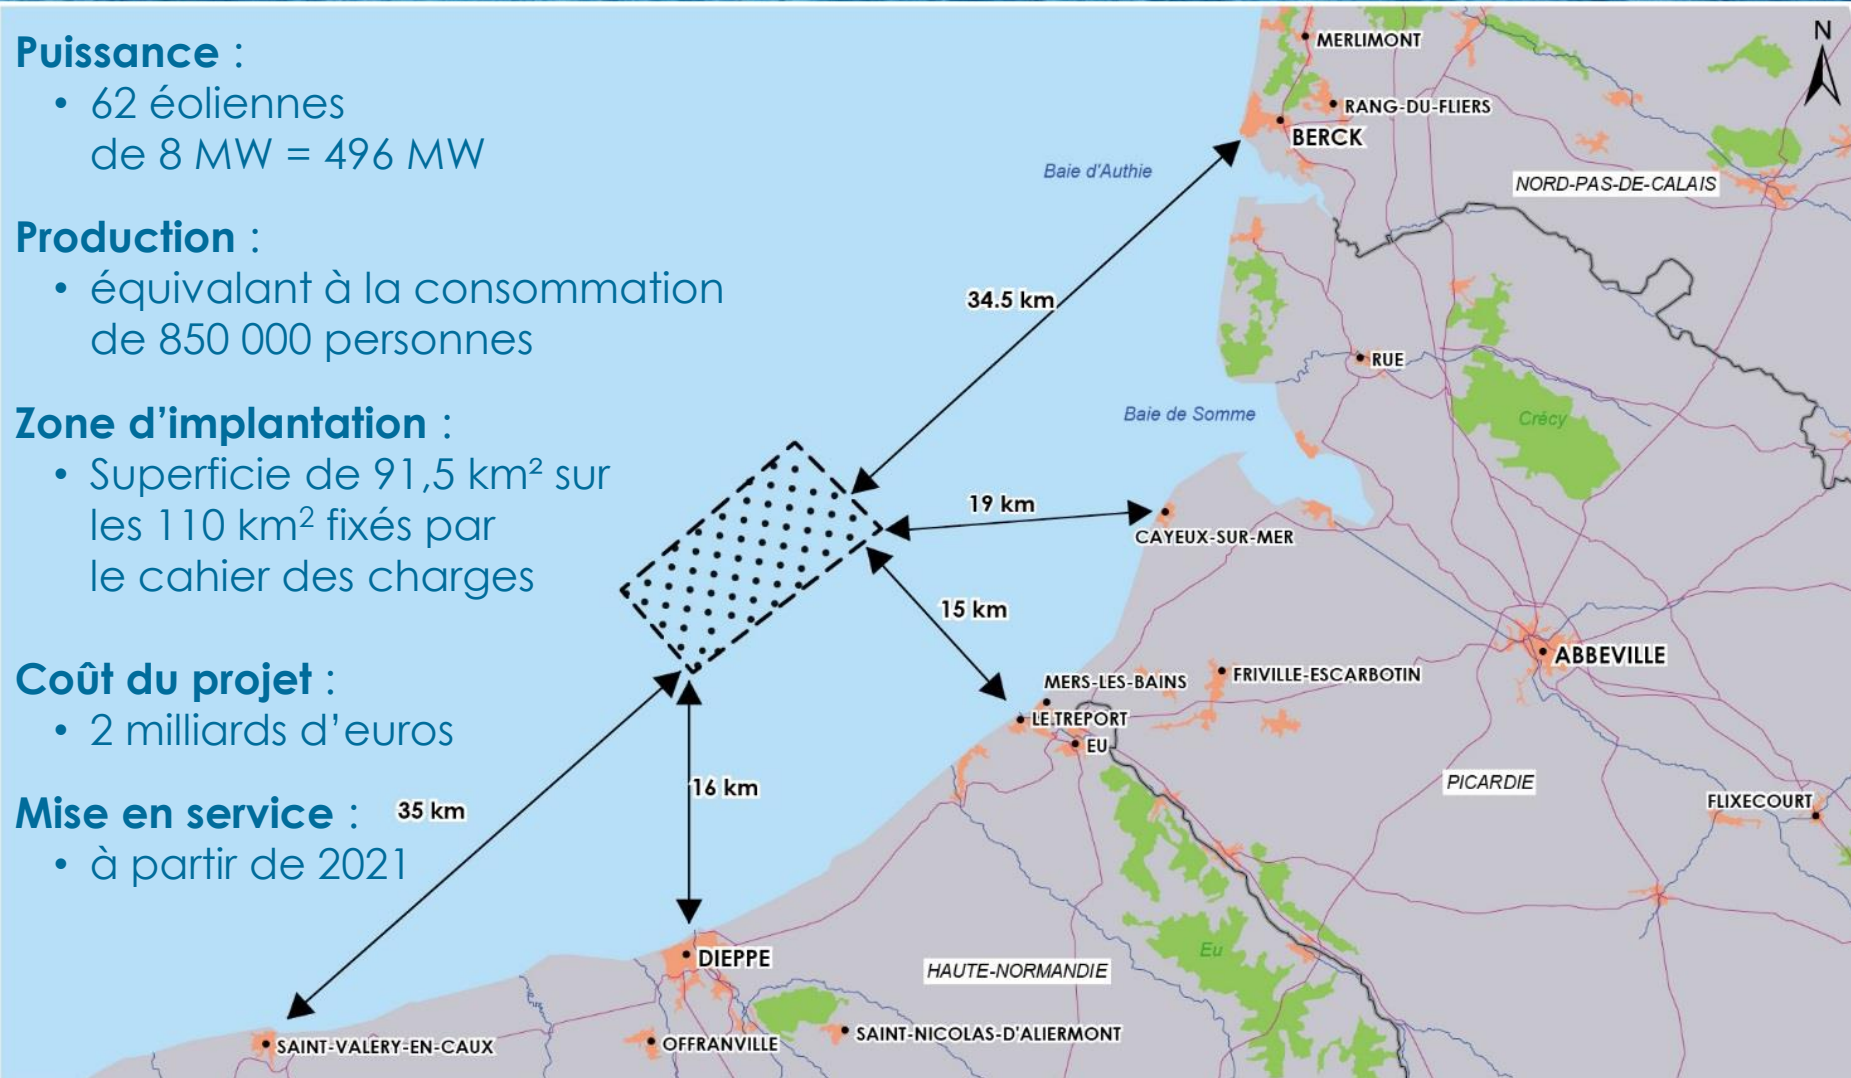 Puissance :
• 62 éoliennes
de 8 MW = 496 MW
Production :
• équivalant à la consommation
de 850 000 personnes
Zone d’implantation :
• Superficie de 91,5 km² sur
les 110 km² fixés par
le cahier des charges
Coût du projet :
• 2 milliards d’euros
Mise en service :
• à partir de 2021
N
MERLIMONT
RANG-DU-FLIERS
BERCK
Baie d'Authie
NORD-PAS-DE-CALAIS
34.5 km
RUE
Baie de Somme
Crécy
19 km
CAYEUX-SUR-MER
15 km
ABBEVILLE
MERS-LES-BAINS
FRIVILLE-ESCARBOTIN
LE TREPORT
EU
PICARDIE
16 km
35 km
FLIXECOURT
Eu
DIEPPE
HAUTE-NORMANDIE
SAINT-VALERY-EN-CAUX
OFFRANVILLE
SAINT-NICOLAS-D'ALIERMONT